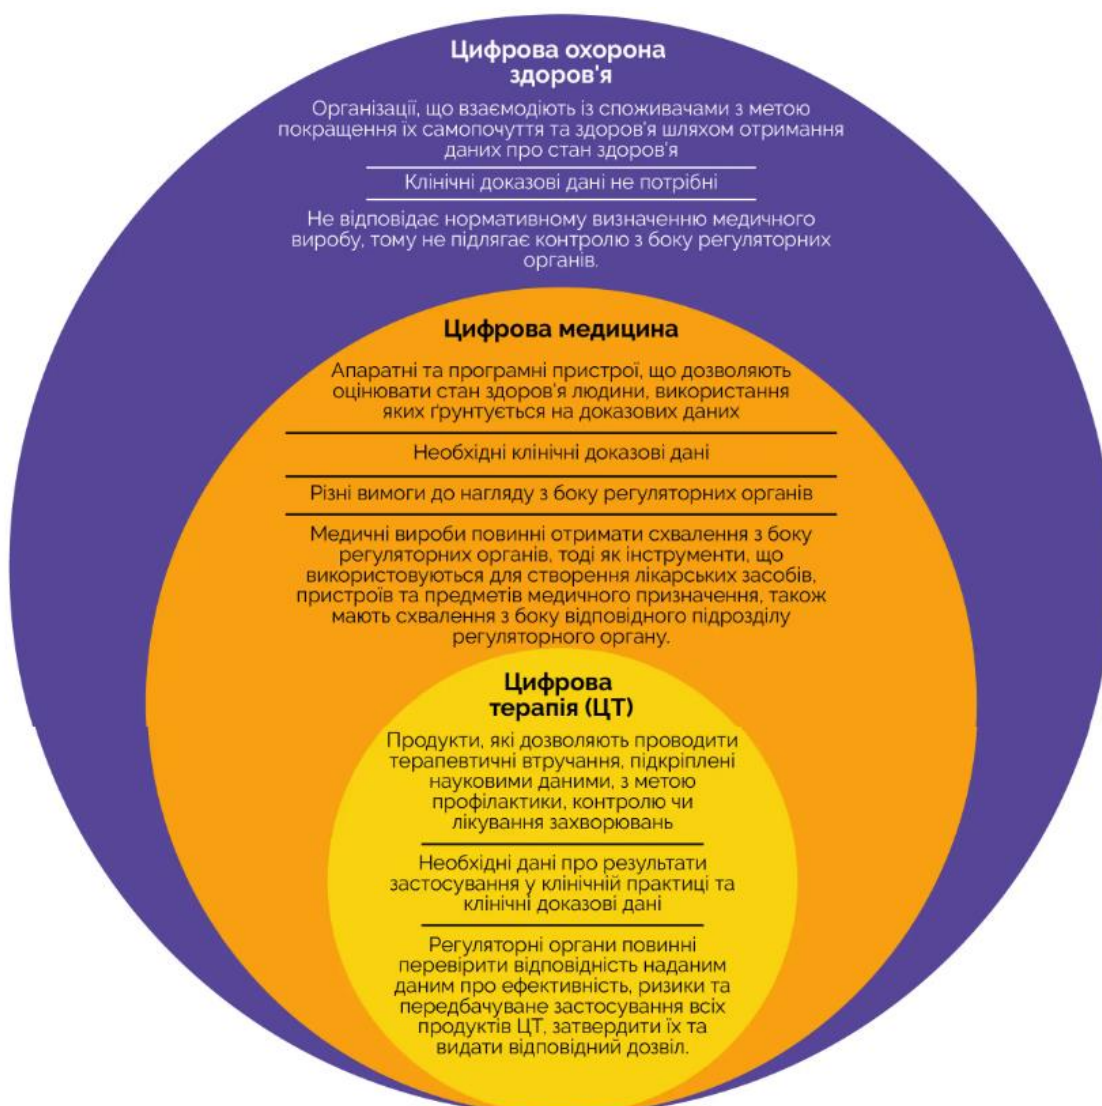 Цифрова охорона
здоров'я
Організації, що взаємодіють із споживачами з метою
покращення їх самопочуття та здоров'я шляхом отримання
даних про стан здоров'я
Клінічні доказові дані не потрібні
Не відповідає нормативному визначенню медичного
виробу, тому не підлягає контролю з боку регуляторних
органів.
Цифрова медицина
Апаратні та програмні пристрої, що дозволяють
оцінювати стан здоров'я людини, використання
яких ґрунтується на доказових даних
Необхідні клінічні доказові дані
Різні вимоги до нагляду з боку регуляторних органів
Медичні вироби повинні отримати схвалення з боку
регуляторних органів, тоді як інструменти, що
використовуються для створення лікарських засобів,
пристроїв та предметів медичного призначення, також
мають схвалення з боку відповідного підрозділу
регуляторного органу.
Цифрова
терапія (ЦТ)
Продукти, які дозволяють проводити
терапевтичні втручання, підкріплені
науковими даними, з метою
профілактики, контролю чи
лікування захворювань
Необхідні дані про результати
застосування у клінічній практиці та
клінічні доказові дані
Регуляторні органи повинні
перевірити відповідність наданим
даним про ефективність, ризики та
передбачуване застосування всіх
продуктів ЦТ, затвердити їх та
видати відповідний дозвіл.